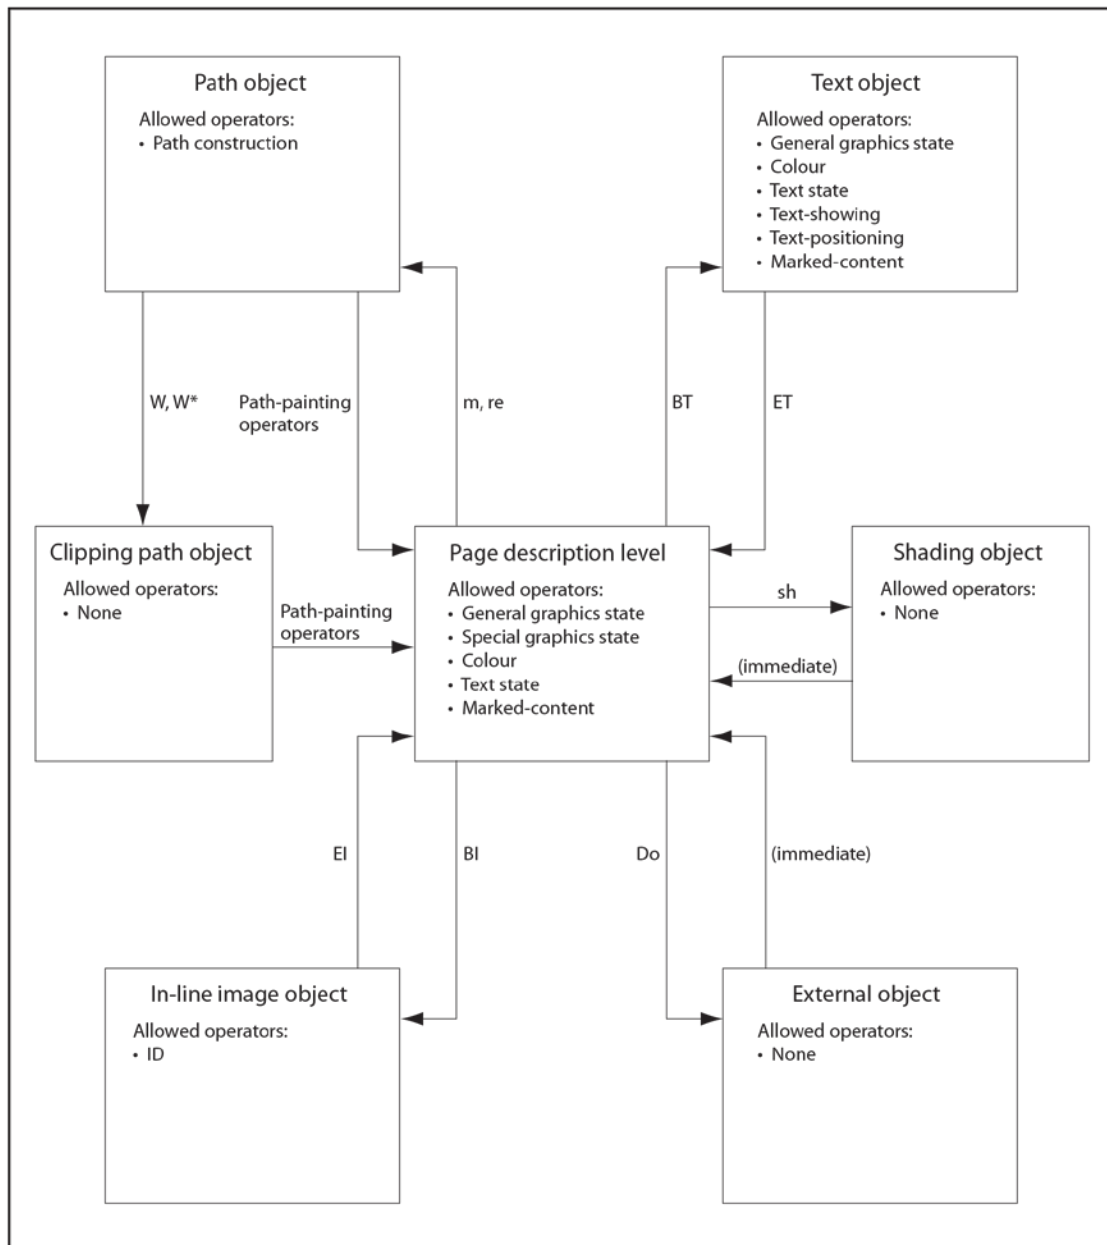 Path object
Allowed operators:
• Path construction
Text object
Allowed operators:
• General graphics state
• Colour
• Text state
• Text-showing
• Text-positioning
• Marked-content
W, W*
Path-painting
operators
m, re
BT
ET
Clipping path object
Allowed operators:
• None
Path-painting
operators
Page description level
Allowed operators:
• General graphics state
• Special graphics state
• Colour
• Text state
• Marked-content
sh
(immediate)
Shading object
Allowed operators:
• None
EI
BI
Do
(immediate)
In-line image object
Allowed operators:
• ID
External object
Allowed operators:
• None